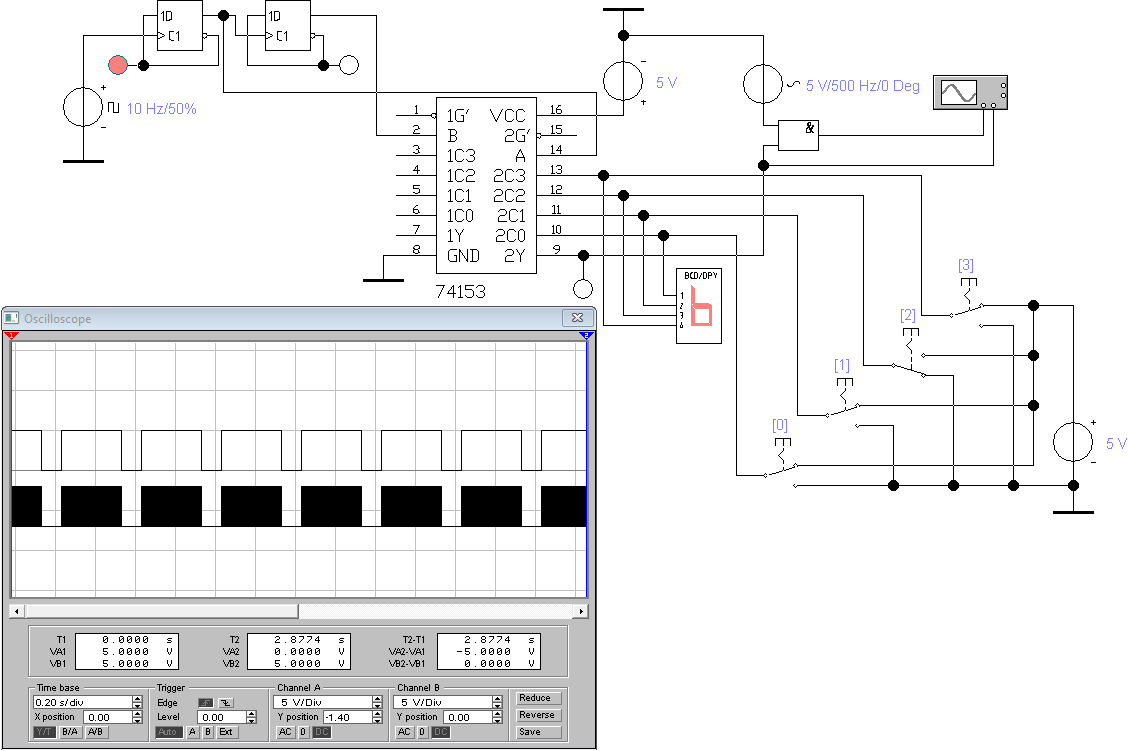 1D
C1
1D
C1
10 Hz/50%
5 V
5 V/500 Hz/0 Deg
&
1 1G' VCC 16
2 B 2G' 15
3 1C3 A 14
4 1C2 2C3 13
5 1C1 2C2 12
6 1C0 2C1 11
7 1Y 2C0 10
8 GND 2Y 9
74153
BCD/DPY
1
2
3
4
b
[3]
[2]
[1]
[0]
5 V
Oscilloscope
1 2
T1 0.0000 s T2 2.8774 s T2-T1 2.8774 s
VA1 5.0000 V VA2 0.0000 V VA2-VA1 -5.0000 V
VB1 5.0000 V VB2 5.0000 V VB2-VB1 0.0000 V
Time base Trigger Channel A Channel B
0.20 s/div Edge 5 V/Div 5 V/Div Reduce
X position 0.00 Level 0.00 Y position -1.40 Y position 0.00 Reverse
Y/T B/A A/B Auto A B Ext AC 0 DC AC 0 DC Save